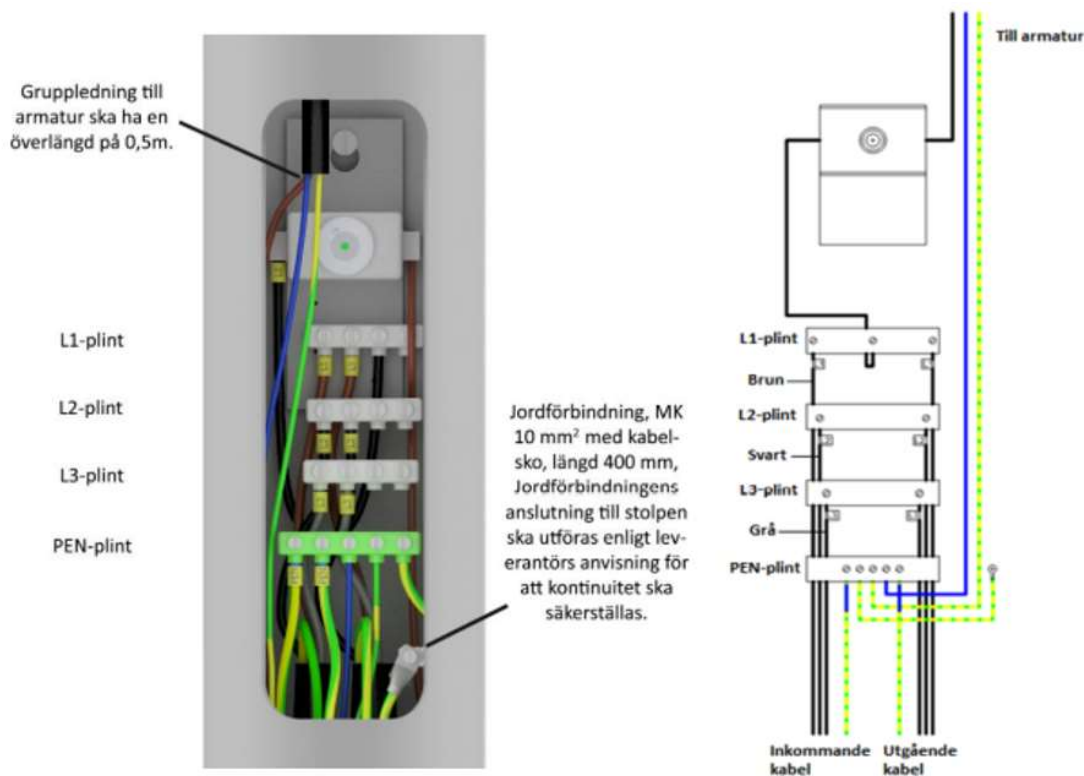 Gruppledning till
armatur ska ha en
överlängd på 0,5m.
L1-plint
L2-plint
L3-plint
PEN-plint
Jordförbindning, MK
10 mm² med kabel-
sko, längd 400 mm,
Jordförbindningens
anslutning till stolpen
ska utföras enligt lev-
erantörs anvisning för
att kontinuitet ska
säkerställas.
Till armatur
L1-plint
Brun
L2-plint
Svart
L3-plint
Grå
PEN-plint
Inkommande
kabel
Utgående
kabel